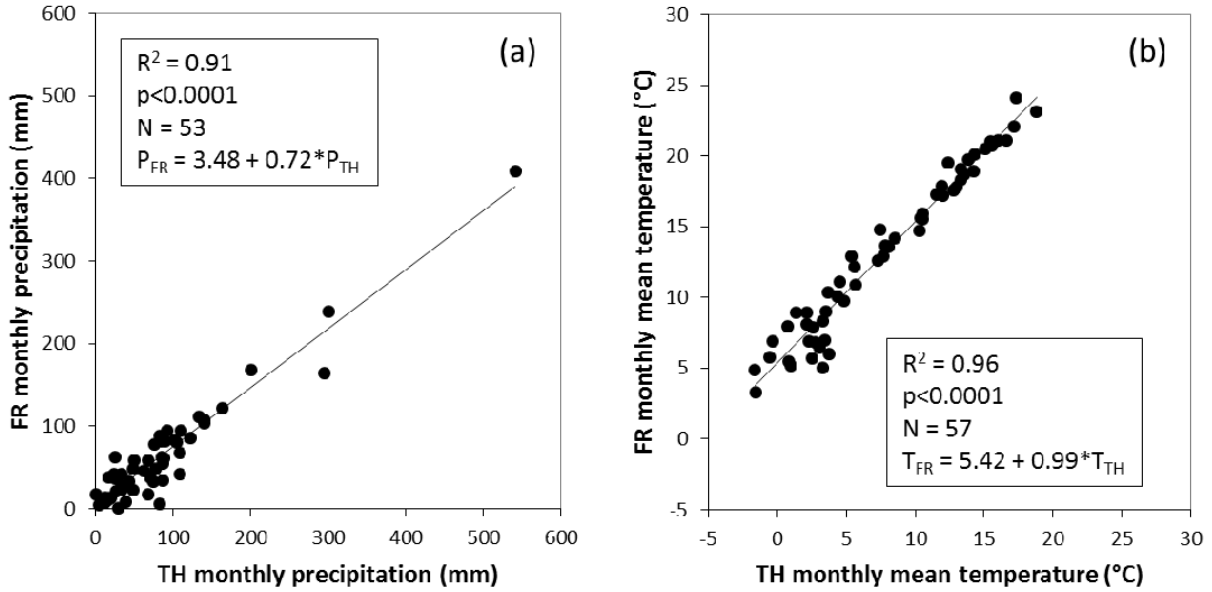 (a)
R² = 0.91
p<0.0001
N = 53
P_FR = 3.48 + 0.72*P_TH
FR monthly precipitation (mm)
600
500
400
300
200
100
0
0 100 200 300 400 500 600
TH monthly precipitation (mm)
(b)
R² = 0.96
p<0.0001
N = 57
T_FR = 5.42 + 0.99*T_TH
FR monthly mean temperature (°C)
30
25
20
15
10
5
0
-5
-5 0 5 10 15 20 25 30
TH monthly mean temperature (°C)